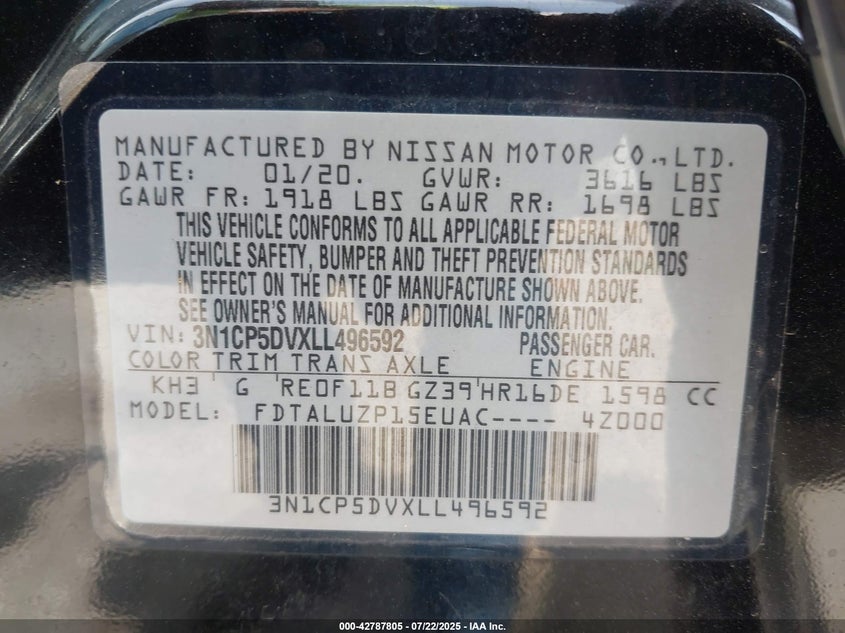 MANUFACTURED BY NISSAN MOTOR CO.,LTD.
DATE: 01/20. GVWR: 3616 LBS
GAWR FR: 1918 LBS GAWR RR: 1698 LBS
THIS VEHICLE CONFORMS TO ALL APPLICABLE FEDERAL MOTOR
VEHICLE SAFETY, BUMPER AND THEFT PREVENTION STANDARDS
IN EFFECT ON THE DATE OF MANUFACTURE SHOWN ABOVE.
SEE OWNER'S MANUAL FOR ADDITIONAL INFORMATION.
VIN: 3N1CP5DVXLL496592 PASSENGER CAR.
COLOR TRIM TRANS AXLE ENGINE
KH3 G RE0F11B GZ39 HR16DE 1598 CC
MODEL: FDTALUZP15EUAC---- 4Z000
3N1CP5DVXLL496592
000-42787805 / 07/22/2025 - IAA Inc.